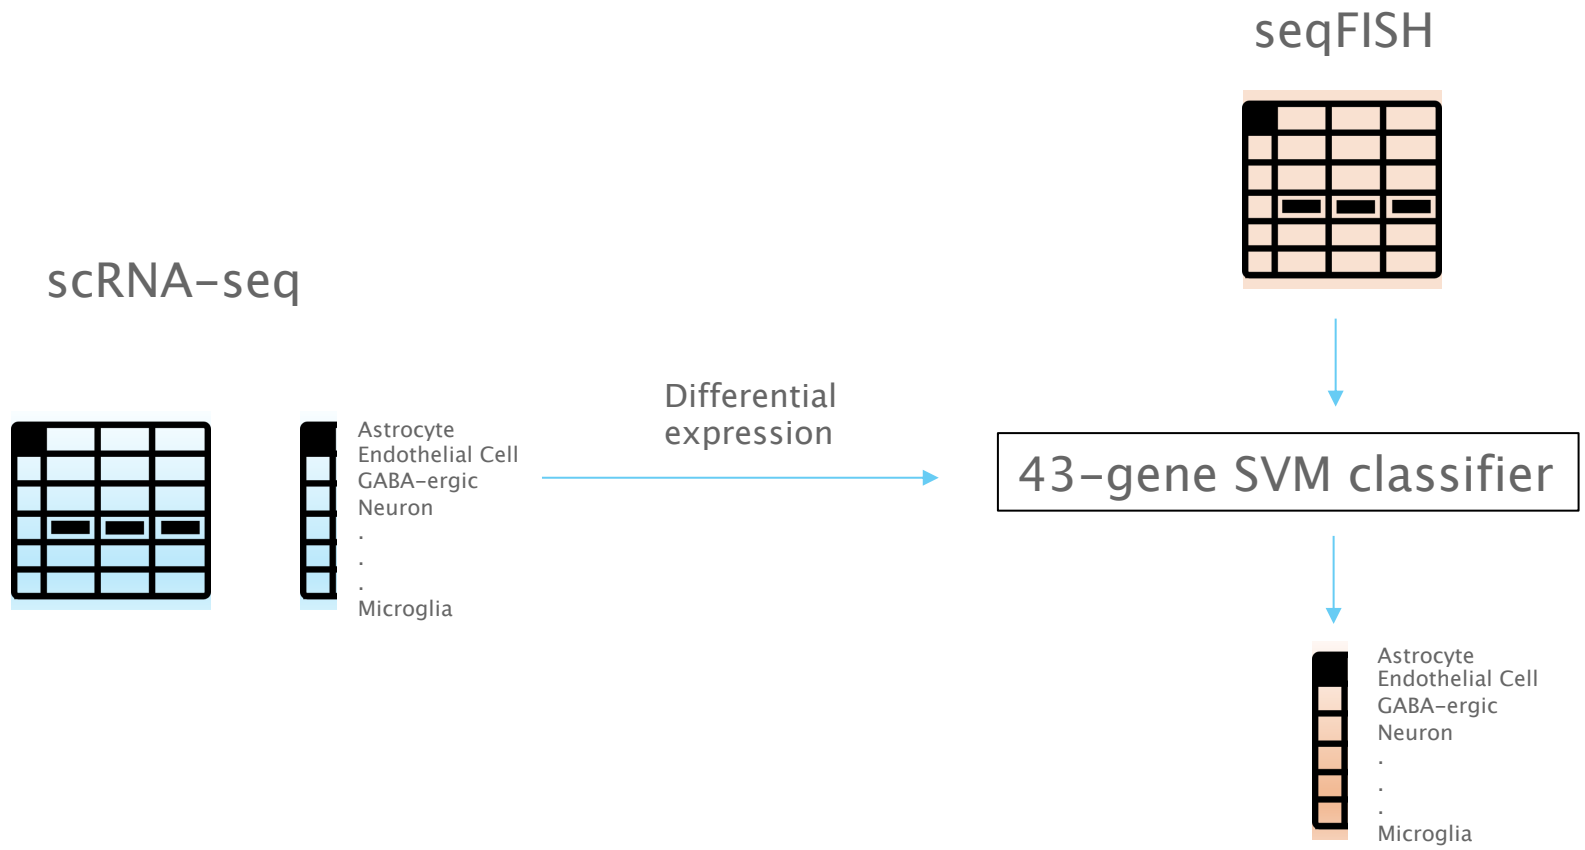 seqFISH
scRNA-seq
Differential
expression
Astrocyte
Endothelial Cell
GABA-ergic
Neuron
.
.
.
Microglia
43-gene SVM classifier
Astrocyte
Endothelial Cell
GABA-ergic
Neuron
.
.
.
Microglia